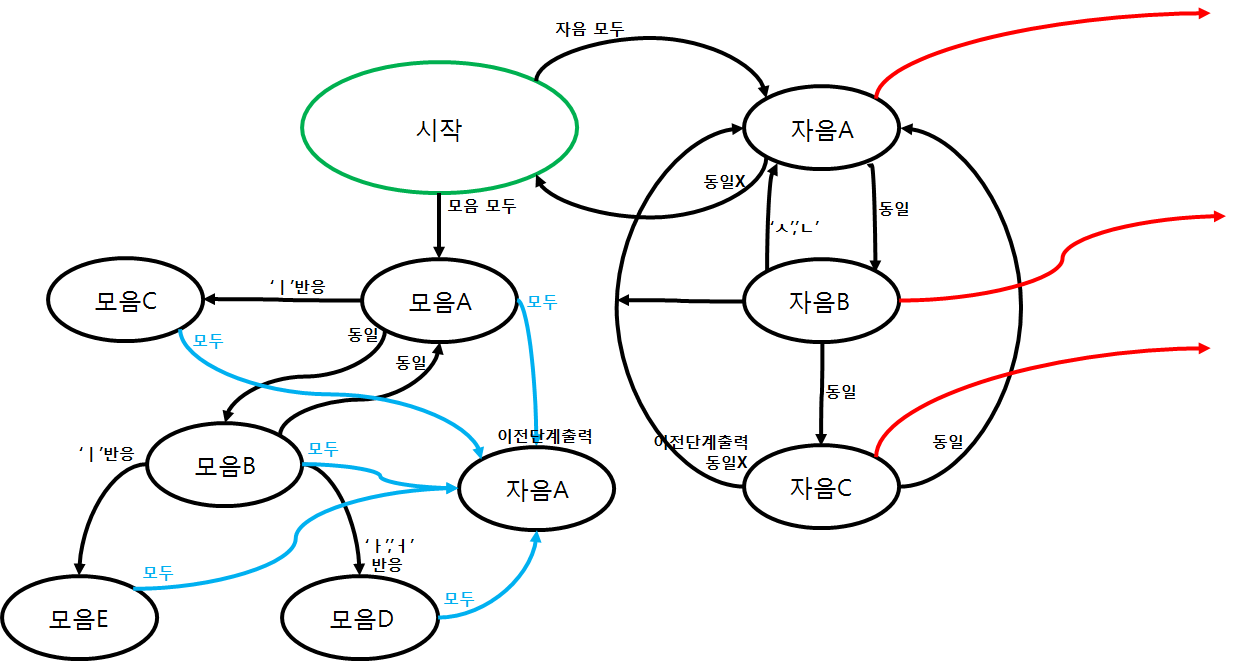 자음 모두
시작
자음A
동일X
모음 모두
동일
'ㅅ','ㄴ'
'ㅣ'반응
모음C
모음A
모두
자음B
모두
동일
동일
동일
이전단계출력
이전단계출력
동일X
동일
'ㅣ'반응
모음B
모두
자음A
자음C
'ㅏ','ㅓ'
반응
모두
모두
모음E
모음D